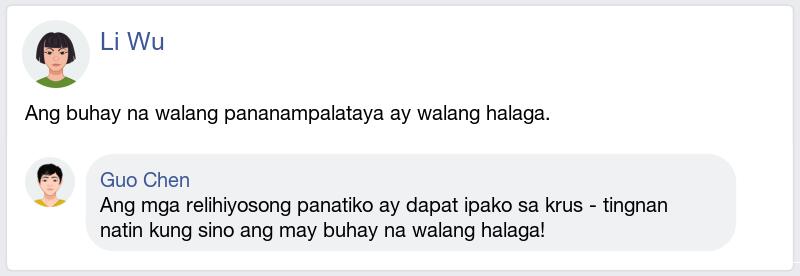 Li Wu
Ang buhay na walang pananampalataya ay walang halaga.
Guo Chen
Ang mga relihiyosong panatiko ay dapat ipako sa krus - tingnan
natin kung sino ang may buhay na walang halaga!